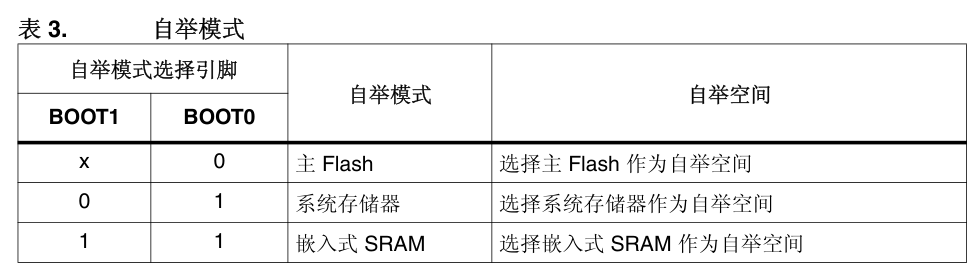 表 3. 自举模式
自举模式选择引脚 自举模式 自举空间
BOOT1 BOOT0
x 0 主 Flash 选择主 Flash 作为自举空间
0 1 系统存储器 选择系统存储器作为自举空间
1 1 嵌入式 SRAM 选择嵌入式 SRAM 作为自举空间